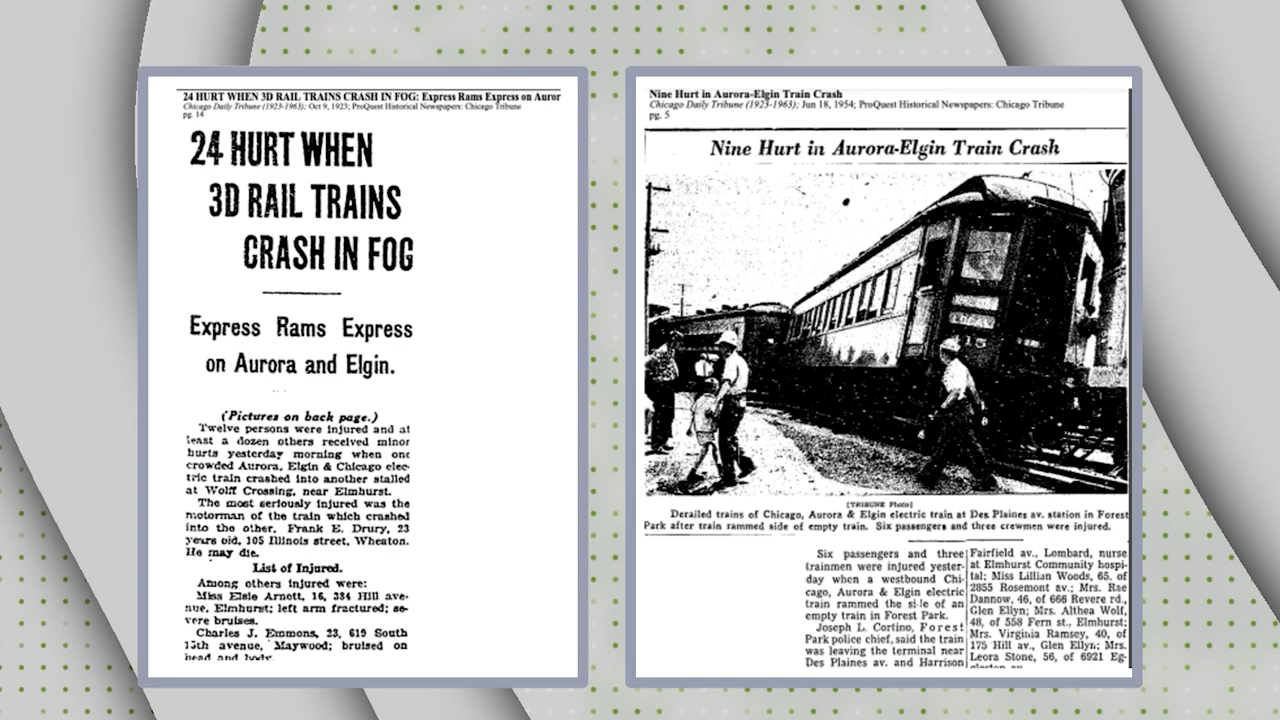 24 HURT WHEN 3D RAIL TRAINS CRASH IN FOG: Express Rams Express on Auror
Chicago Daily Tribune (1923-1963); Oct 9, 1923; ProQuest Historical Newspapers: Chicago Tribune
pg. 14
24 HURT WHEN
3D RAIL TRAINS
CRASH IN FOG
Express Rams Express
on Aurora and Elgin.
(Pictures on back page.)
Twelve persons were injured and at
least a dozen others received minor
hurts yesterday morning when one
crowded Aurora, Elgin & Chicago elec-
tric train crashed into another stalled
at Wolff Crossing, near Elmhurst.
The most seriously injured was the
motorman of the train which crashed
into the other, Frank E. Drury, 23
years old, 105 Illinois street, Wheaton.
He may die.
List of Injured.
Among others injured were:
Miss Elsie Arnett, 16, 384 Hill ave-
nue, Elmhurst; left arm fractured; se-
vere bruises.
Charles J. Emmons, 23, 619 South
15th avenue, Maywood; bruised on
head and body.
Nine Hurt in Aurora-Elgin Train Crash
Chicago Daily Tribune (1923-1963); Jun 18, 1954; ProQuest Historical Newspapers: Chicago Tribune
pg. 5
Nine Hurt in Aurora-Elgin Train Crash
LOCAL
[TRIBUNE Photo]
Derailed trains of Chicago, Aurora & Elgin electric train at Des Plaines av. station in Forest
Park after train rammed side of empty train. Six passengers and three crewmen were injured.
Six passengers and three
trainmen were injured yester-
day when a westbound Chi-
cago, Aurora & Elgin electric
train rammed the side of an
empty train in Forest Park.
Joseph L. Cortino, Forest
Park police chief, said the train
was leaving the terminal near
Des Plaines av. and Harrison
Fairfield av., Lombard, nurse
at Elmhurst Community hospi-
tal; Miss Lillian Woods, 65, of
2855 Rosemont av.; Mrs. Rae
Dannow, 46, of 666 Revere rd.,
Glen Ellyn; Mrs. Althea Wolf,
48, of 558 Fern st., Elmhurst;
Mrs. Virginia Ramsey, 40, of
175 Hill av., Glen Ellyn; Mrs.
Leora Stone, 56, of 6921 Eg-